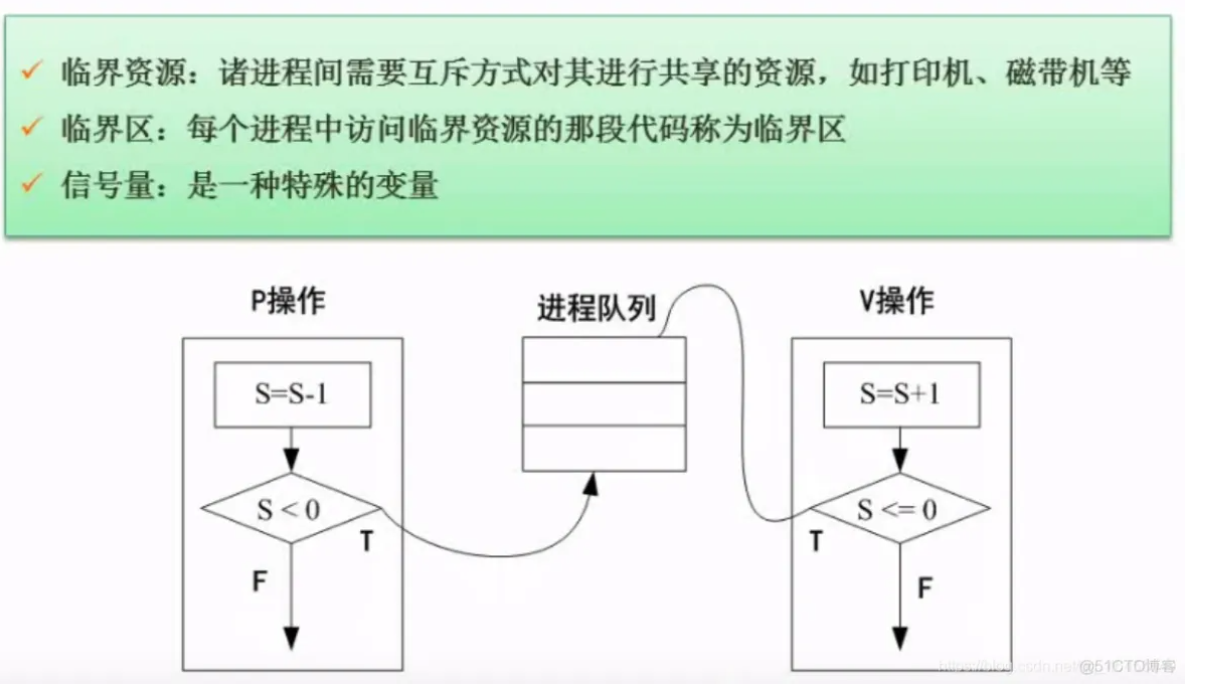 临界资源：诸进程间需要互斥方式对其进行共享的资源，如打印机、磁带机等
临界区：每个进程中访问临界资源的那段代码称为临界区
信号量：是一种特殊的变量
P操作
进程队列
V操作
S=S-1
S=S+1
S < 0
S <= 0
T
T
F
F
https://blog.csdn.net
@51CTO博客